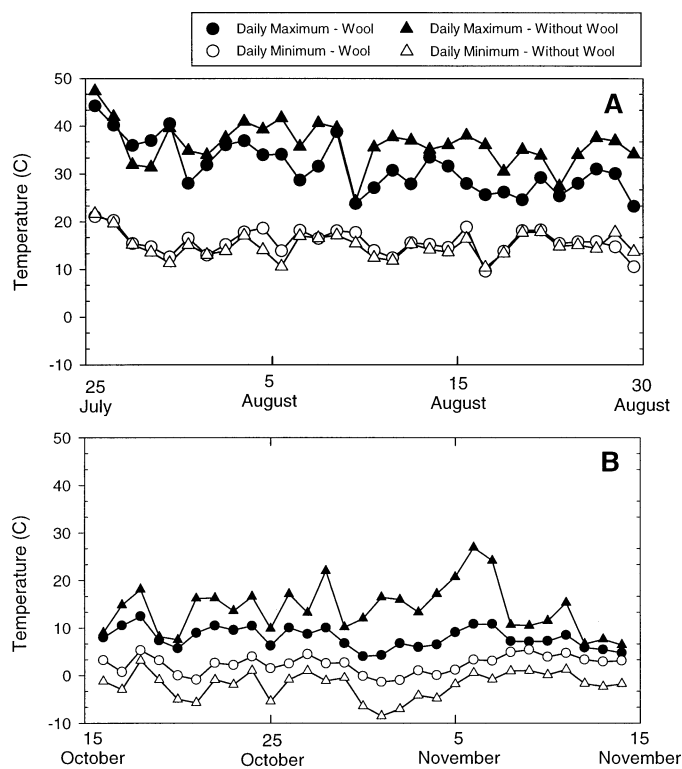 Daily Maximum - Wool Daily Maximum - Without Wool
Daily Minimum - Wool Daily Minimum - Without Wool
A
50
40
30
20
10
0
-10
Temperature (C)
25 5 15 30
July August August August
B
50
40
30
20
10
0
-10
Temperature (C)
15 25 5 15
October October November November